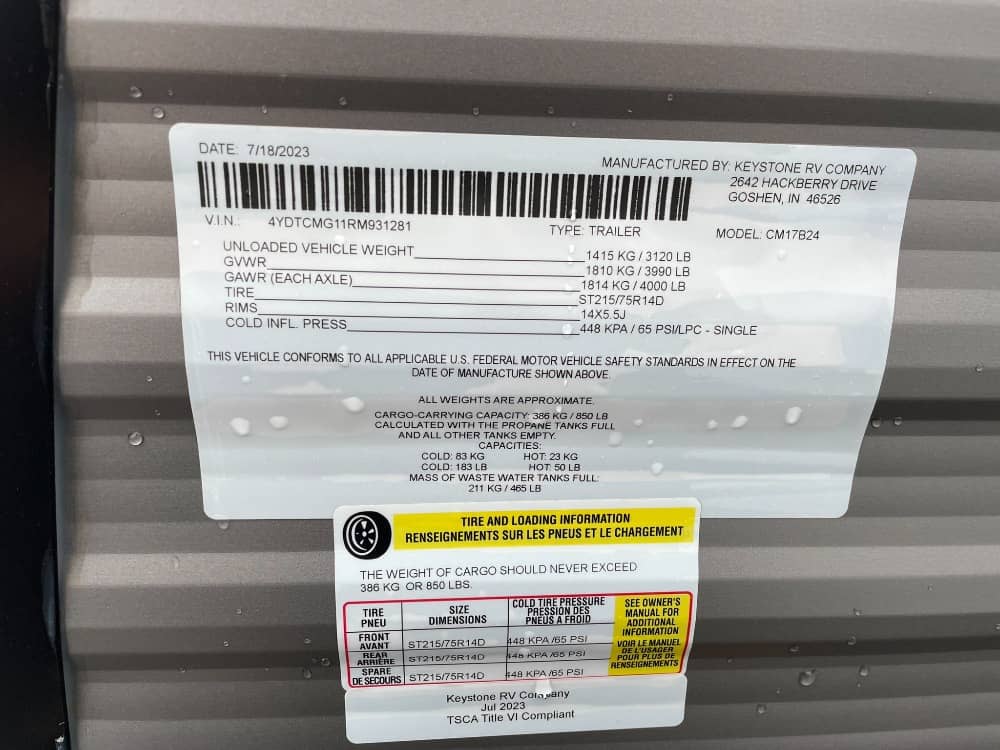 DATE: 7/18/2023
MANUFACTURED BY: KEYSTONE RV COMPANY
2642 HACKBERRY DRIVE
GOSHEN, IN 46526
V.I.N.: 4YDTCMG11RM931281 TYPE: TRAILER MODEL: CM17B24
UNLOADED VEHICLE WEIGHT 1415 KG / 3120 LB
GVWR 1810 KG / 3990 LB
GAWR (EACH AXLE) 1814 KG / 4000 LB
TIRE ST215/75R14D
RIMS 14X5.5J
COLD INFL. PRESS 448 KPA / 65 PSI/LPC - SINGLE
THIS VEHICLE CONFORMS TO ALL APPLICABLE U.S. FEDERAL MOTOR VEHICLE SAFETY STANDARDS IN EFFECT ON THE
DATE OF MANUFACTURE SHOWN ABOVE.
ALL WEIGHTS ARE APPROXIMATE.
CARGO-CARRYING CAPACITY: 386 KG / 850 LB
CALCULATED WITH THE PROPANE TANKS FULL
AND ALL OTHER TANKS EMPTY.
CAPACITIES:
COLD: 83 KG HOT: 23 KG
COLD: 183 LB HOT: 50 LB
MASS OF WASTE WATER TANKS FULL:
211 KG / 465 LB
TIRE AND LOADING INFORMATION
RENSEIGNEMENTS SUR LES PNEUS ET LE CHARGEMENT
THE WEIGHT OF CARGO SHOULD NEVER EXCEED
386 KG OR 850 LBS.
TIRE
PNEU
SIZE
DIMENSIONS
COLD TIRE PRESSURE
PRESSION DES
PNEUS A FROID
FRONT
AVANT
ST215/75R14D 448 KPA /65 PSI
REAR
ARRIÈRE
ST215/75R14D 448 KPA /65 PSI
SPARE
DE SECOURS
ST215/75R14D 448 KPA /65 PSI
SEE OWNER'S
MANUAL FOR
ADDITIONAL
INFORMATION
VOIR LE MANUEL
DE L'USAGER
POUR PLUS DE
RENSEIGNEMENTS
Keystone RV Company
Jul 2023
TSCA Title VI Compliant